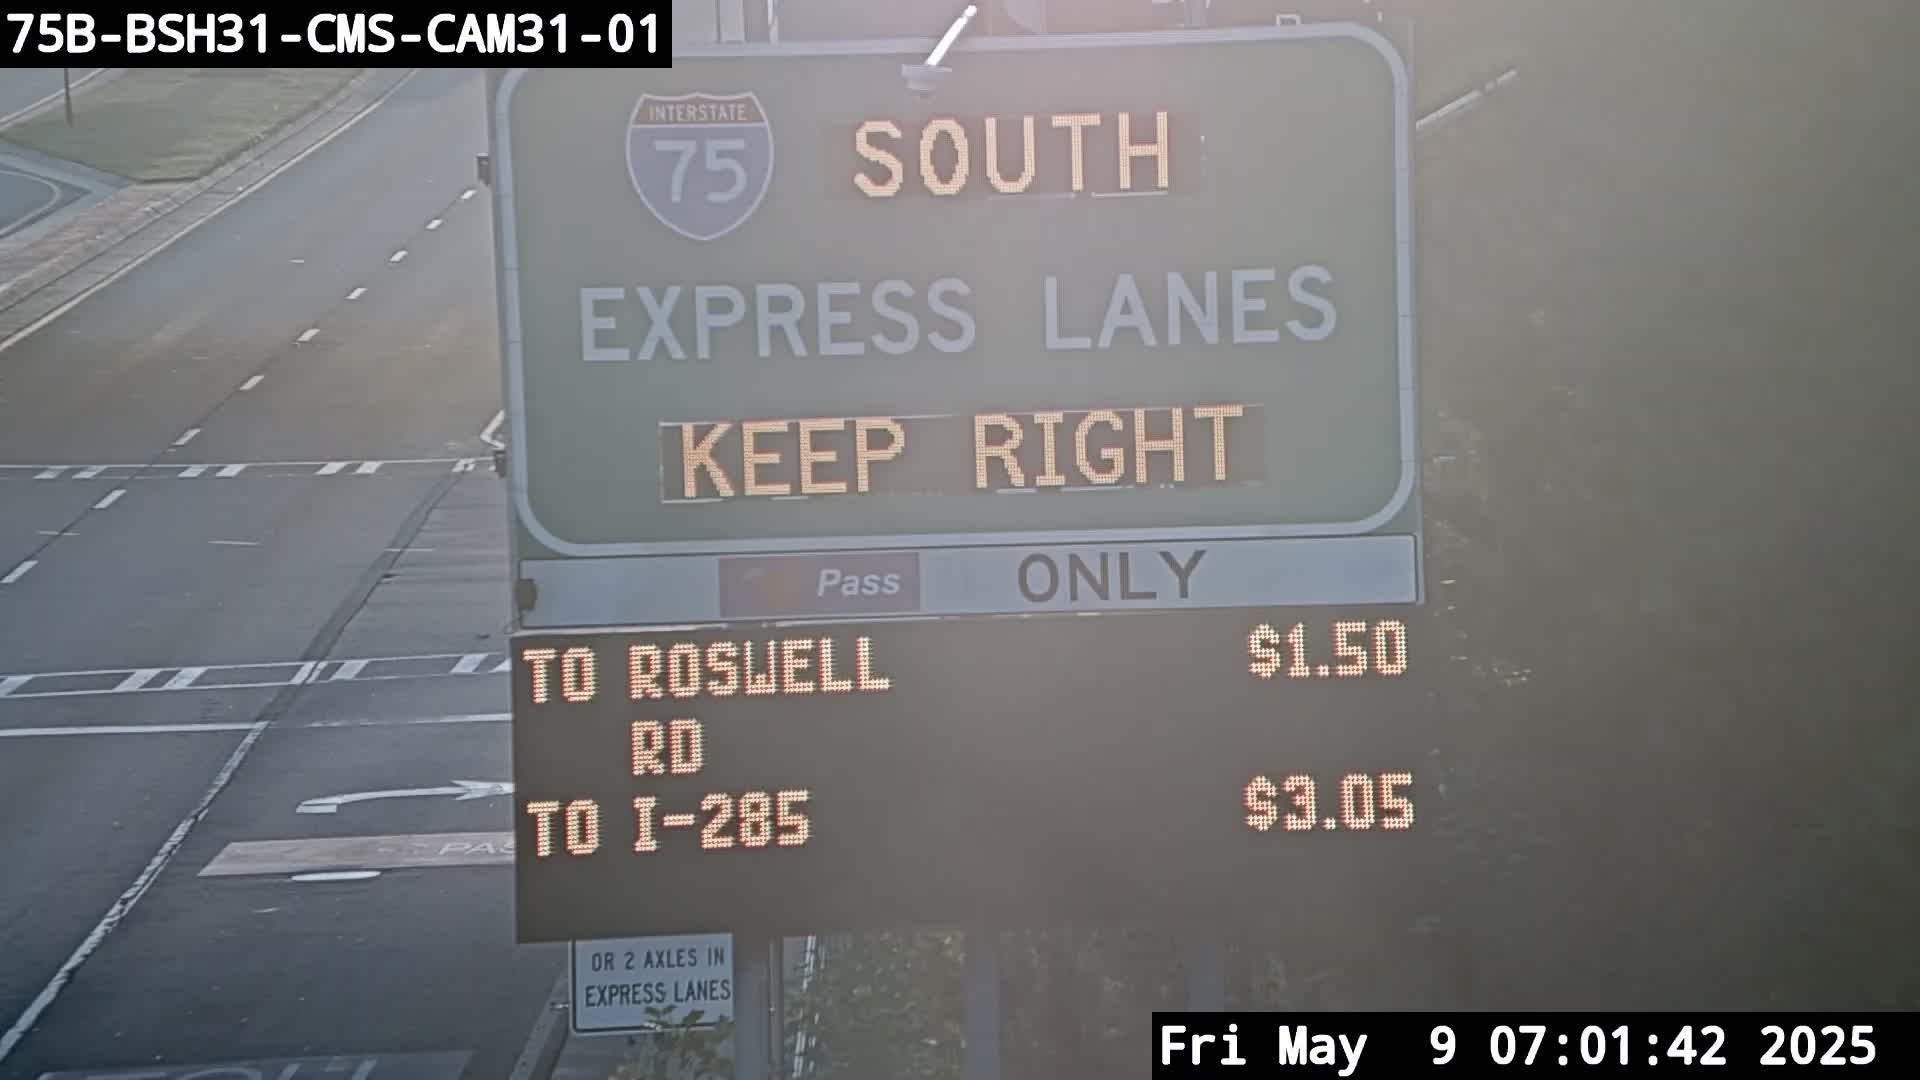 75B-BSH31-CMS-CAM31-01
INTERSTATE
75
SOUTH
EXPRESS LANES
KEEP RIGHT
Pass ONLY
TO ROSWELL $1.50
RD
TO I-285 $3.05
PAS
OR 2 AXLES IN
EXPRESS LANES
Fri May 9 07:01:42 2025